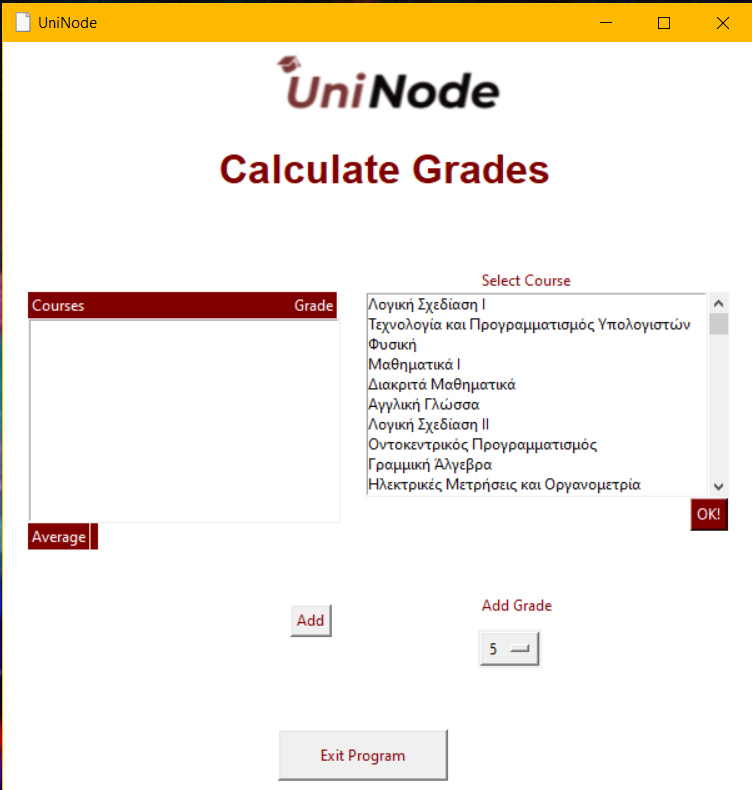 UniNode
UniNode
Calculate Grades
Select Course
Courses Grade
Λογική Σχεδίαση Ι
Τεχνολογία και Προγραμματισμός Υπολογιστών
Φυσική
Μαθηματικά Ι
Διακριτά Μαθηματικά
Αγγλική Γλώσσα
Λογική Σχεδίαση ΙΙ
Οντοκεντρικός Προγραμματισμός
Γραμμική Άλγεβρα
Ηλεκτρικές Μετρήσεις και Οργανομετρία
OK!
Average
Add Grade
Add
5
Exit Program